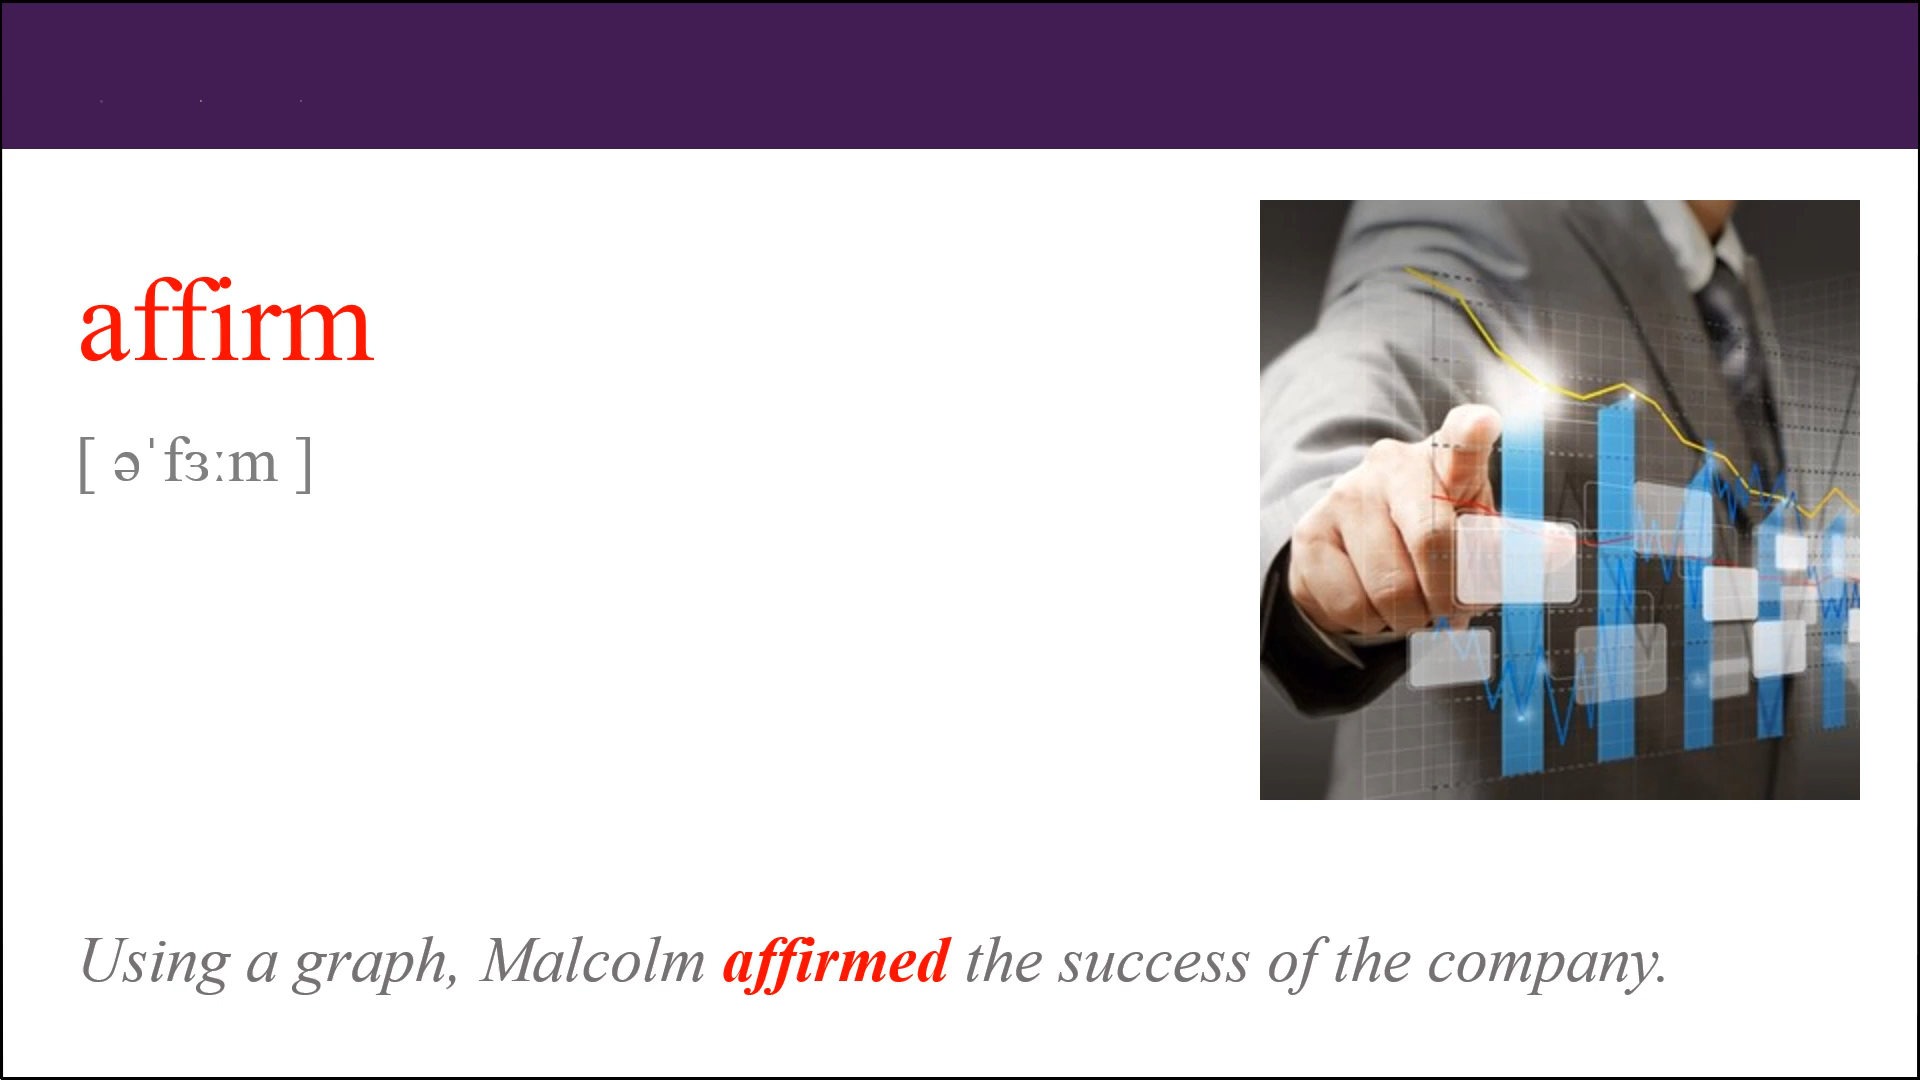 affirm
[ əˈfɜːm ]
Using a graph, Malcolm affirmed the success of the company.